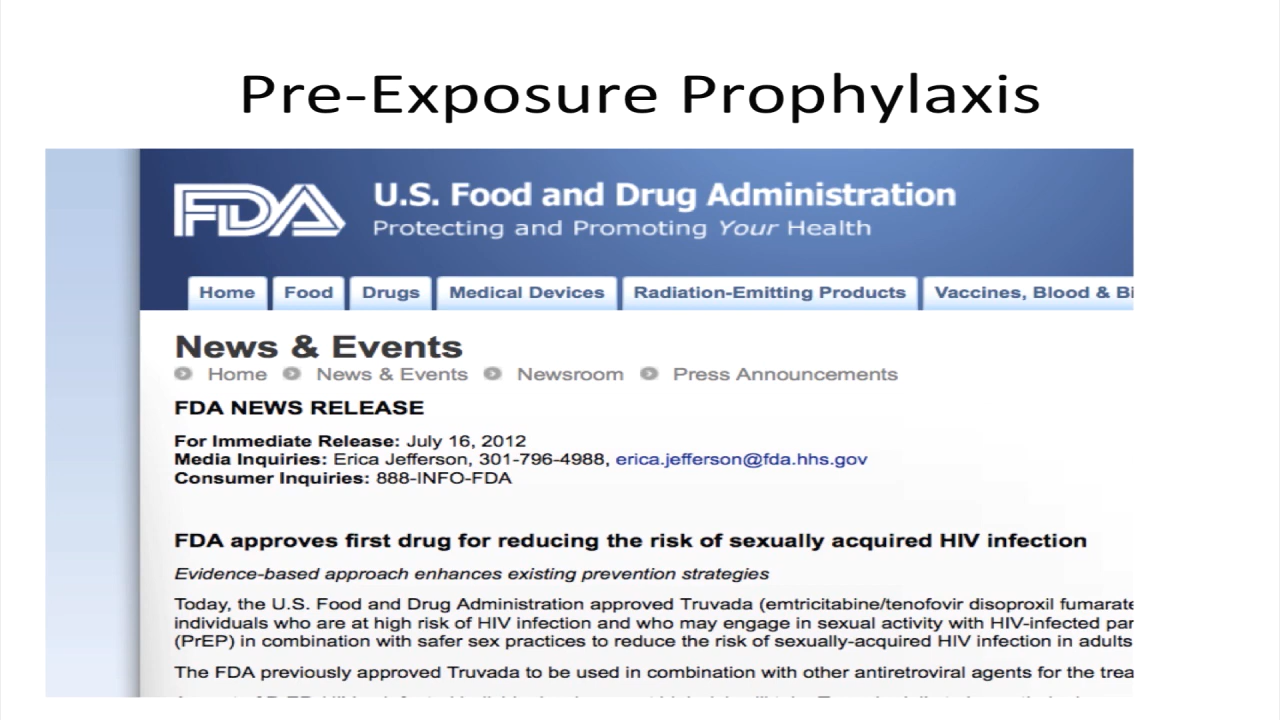 Pre-Exposure Prophylaxis
FDA U.S. Food and Drug Administration
Protecting and Promoting Your Health
Home Food Drugs Medical Devices Radiation-Emitting Products Vaccines, Blood & Bi
News & Events
Home News & Events Newsroom Press Announcements
FDA NEWS RELEASE
For Immediate Release: July 16, 2012
Media Inquiries: Erica Jefferson, 301-796-4988, erica.jefferson@fda.hhs.gov
Consumer Inquiries: 888-INFO-FDA
FDA approves first drug for reducing the risk of sexually acquired HIV infection
Evidence-based approach enhances existing prevention strategies
Today, the U.S. Food and Drug Administration approved Truvada (emtricitabine/tenofovir disoproxil fumarate
individuals who are at high risk of HIV infection and who may engage in sexual activity with HIV-infected par
(PrEP) in combination with safer sex practices to reduce the risk of sexually-acquired HIV infection in adults
The FDA previously approved Truvada to be used in combination with other antiretroviral agents for the trea